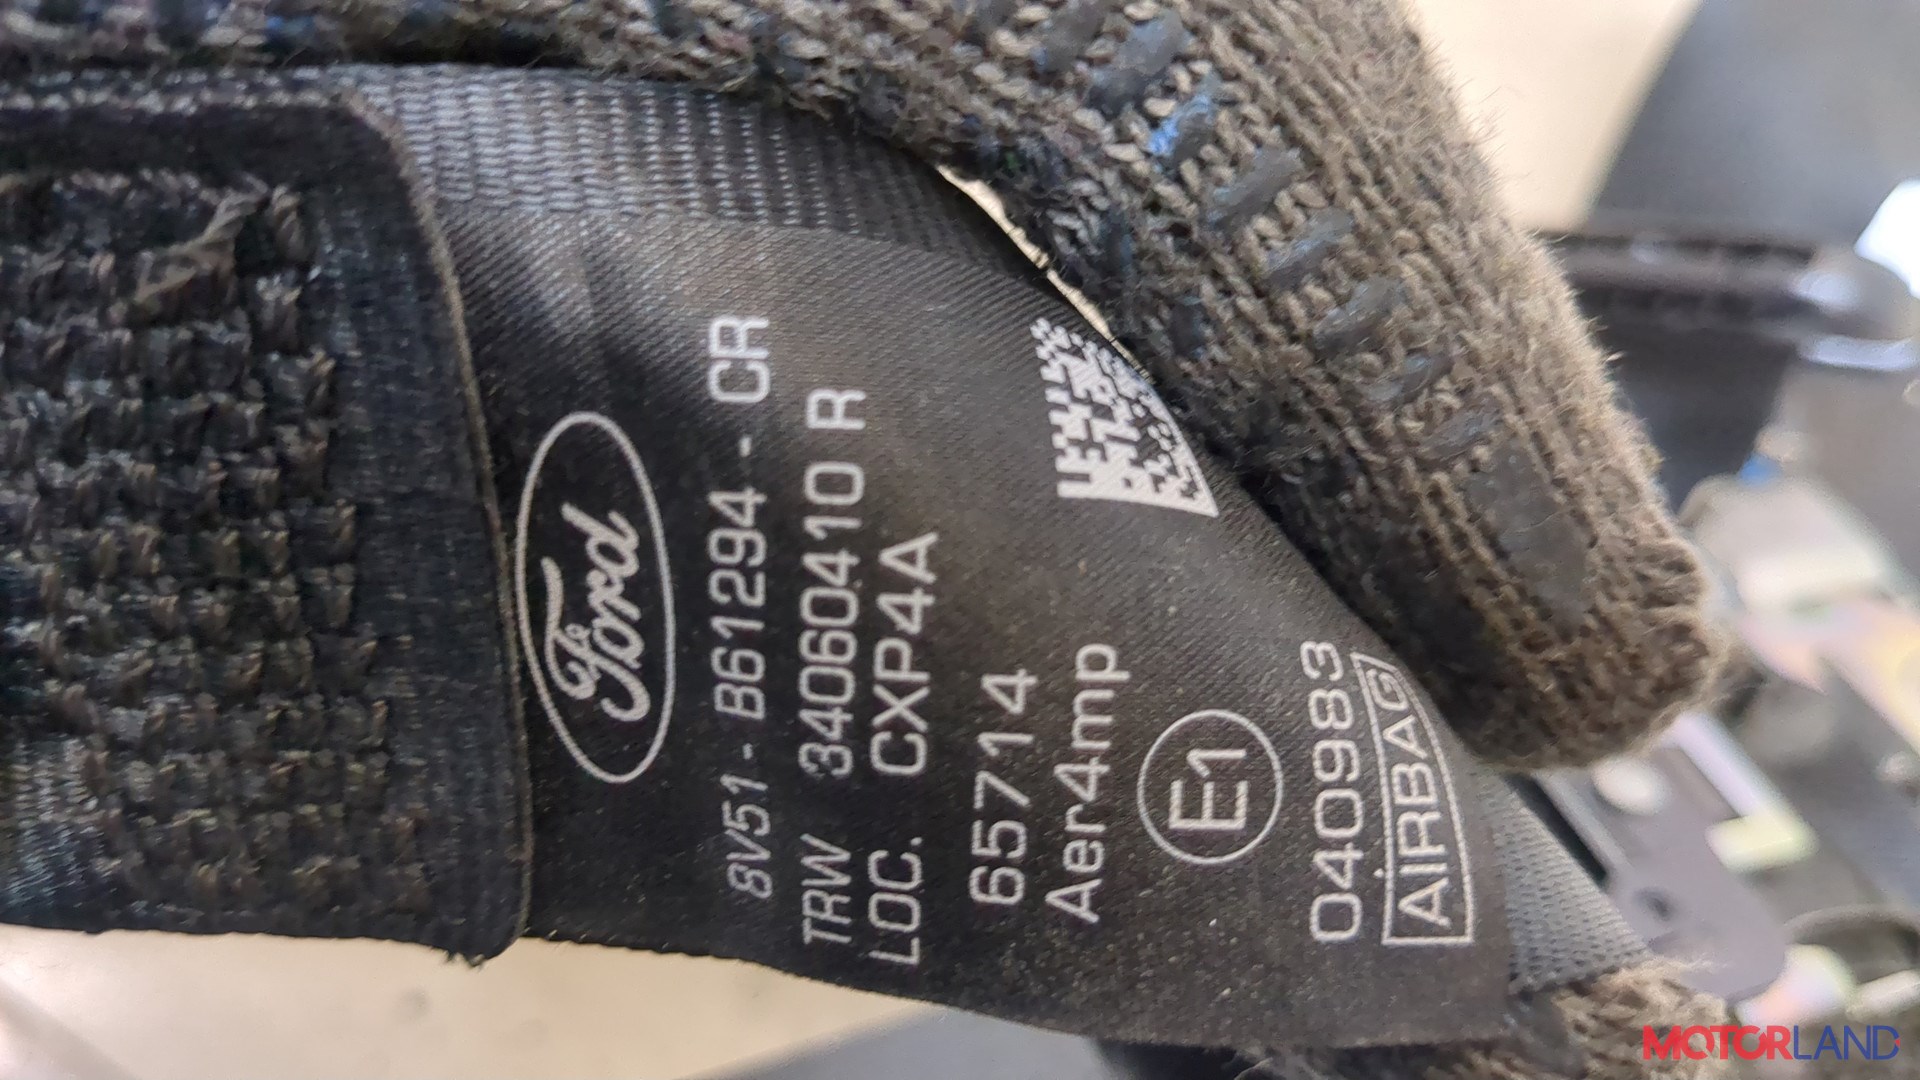 Ford
8V51 - B61294 - CR
TRW 34060410 R
LOC. CXP4A
65714
Aer4mp
E1
040983
AIRBAG
MOTORLAND